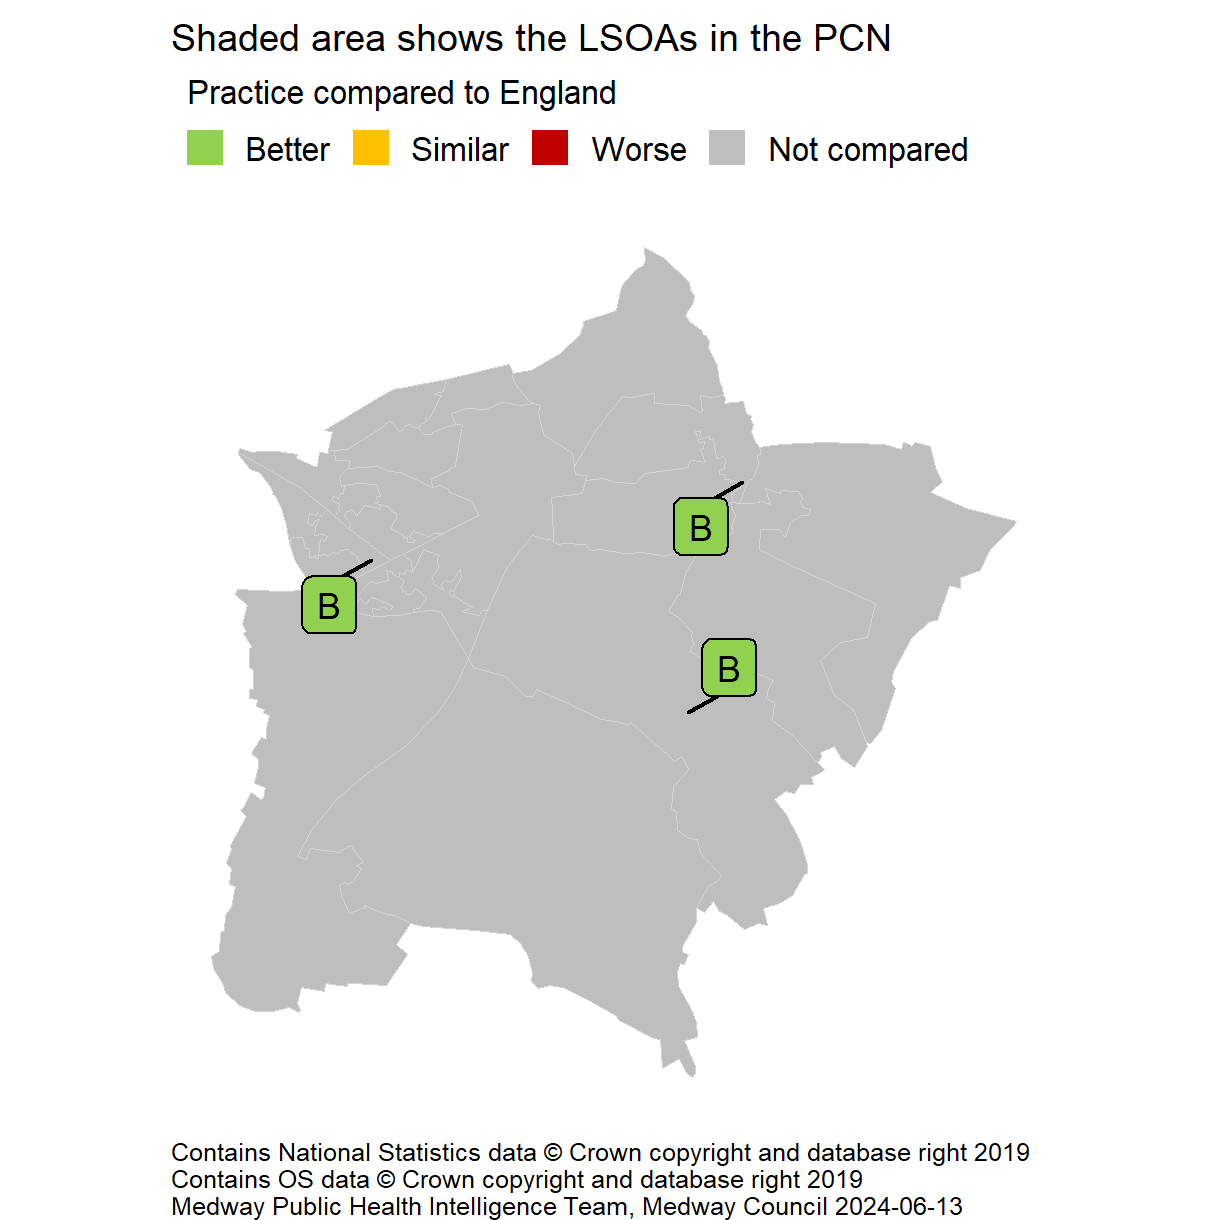 Shaded area shows the LSOAs in the PCN
Practice compared to England
Better Similar Worse Not compared
B
B
B
Contains National Statistics data © Crown copyright and database right 2019
Contains OS data © Crown copyright and database right 2019
Medway Public Health Intelligence Team, Medway Council 2024-06-13